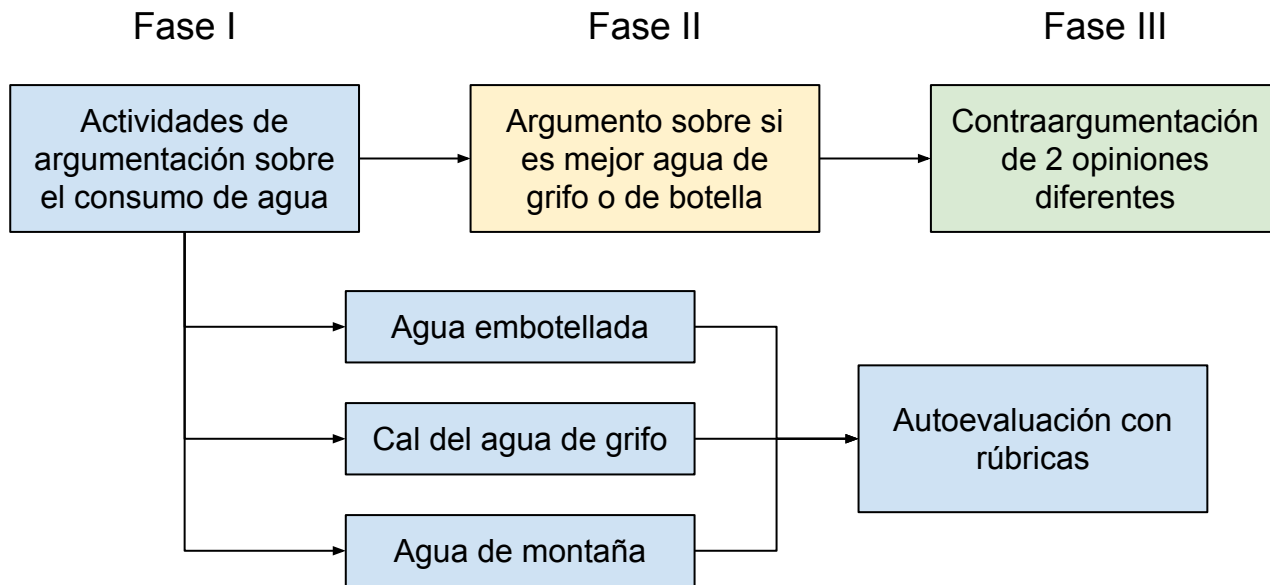 Fase I
Fase II
Fase III
Actividades de
argumentación sobre
el consumo de agua
Argumento sobre si
es mejor agua de
grifo o de botella
Contraargumentación
de 2 opiniones
diferentes
Agua embotellada
Cal del agua de grifo
Agua de montaña
Autoevaluación con
rúbricas